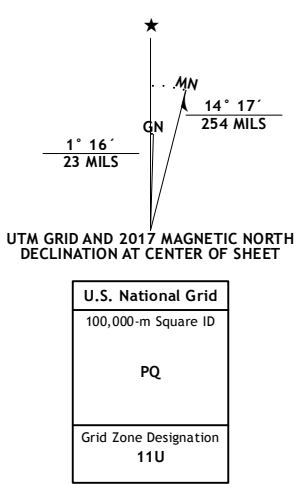 MN
GN
14° 17´
254 MILS
1° 16´
23 MILS
UTM GRID AND 2017 MAGNETIC NORTH
DECLINATION AT CENTER OF SHEET
U.S. National Grid
100,000-m Square ID
PQ
Grid Zone Designation
11U